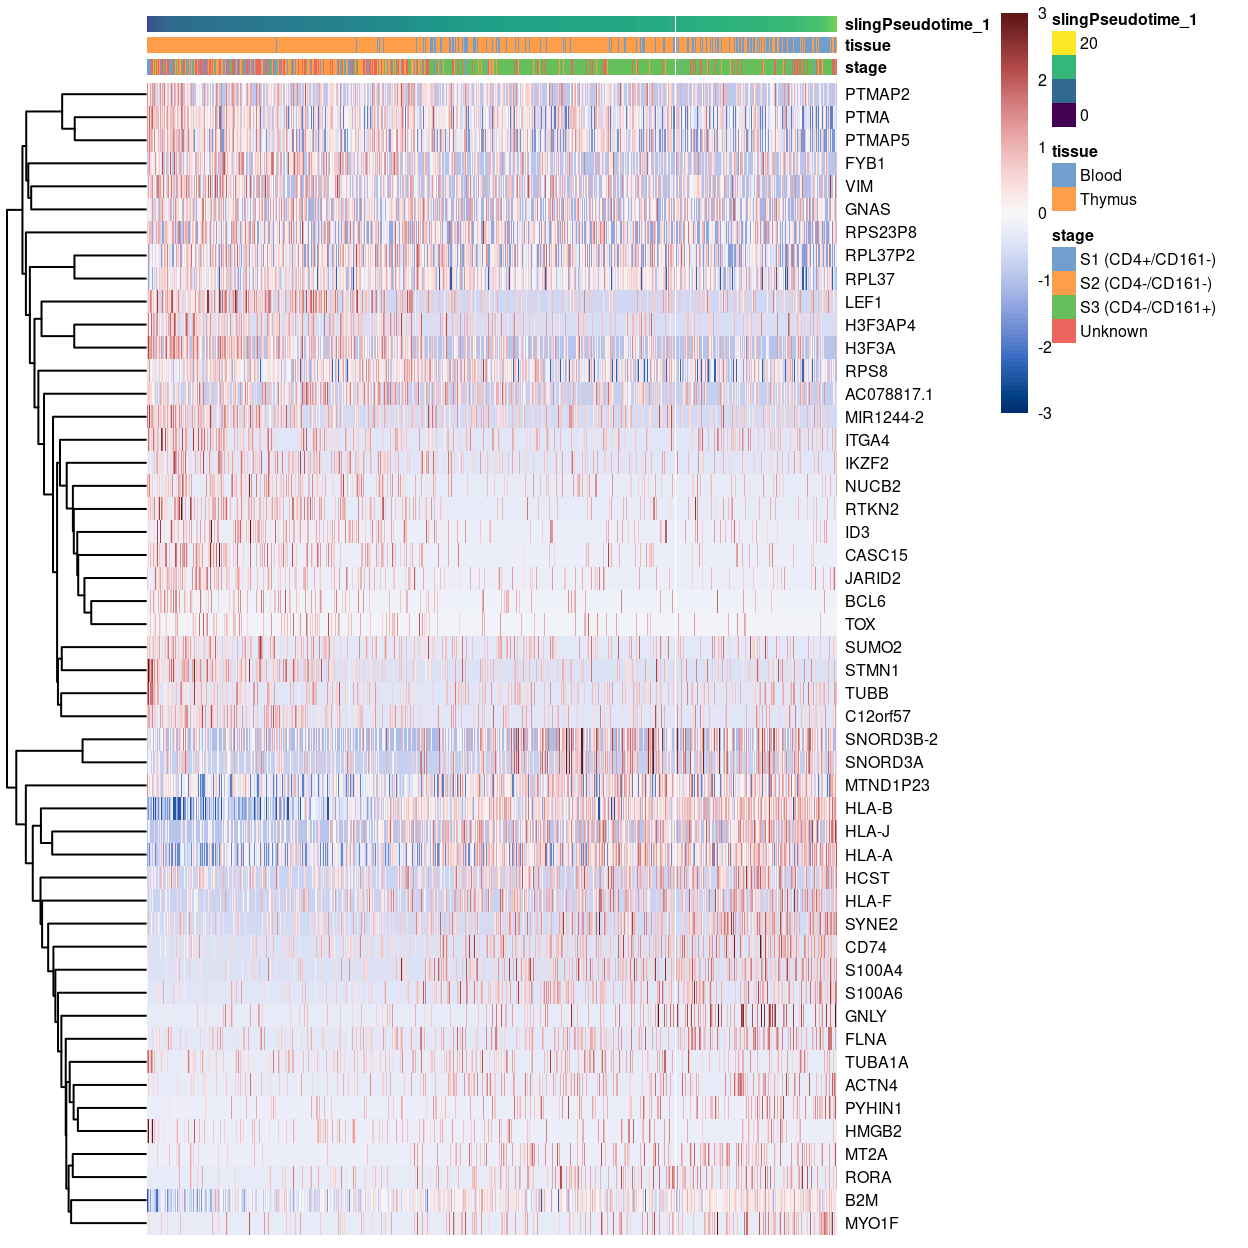 slingPseudotime_1
tissue
stage
PTMAP2
PTMA
PTMAP5
FYB1
VIM
GNAS
RPS23P8
RPL37P2
RPL37
LEF1
H3F3AP4
H3F3A
RPS8
AC078817.1
MIR1244-2
ITGA4
IKZF2
NUCB2
RTKN2
ID3
CASC15
JARID2
BCL6
TOX
SUMO2
STMN1
TUBB
C12orf57
SNORD3B-2
SNORD3A
MTND1P23
HLA-B
HLA-J
HLA-A
HCST
HLA-F
SYNE2
CD74
S100A4
S100A6
GNLY
FLNA
TUBA1A
ACTN4
PYHIN1
HMGB2
MT2A
RORA
B2M
MYO1F
3
2
1
0
-1
-2
-3
slingPseudotime_1
20
0
tissue
Blood
Thymus
stage
S1 (CD4+/CD161-)
S2 (CD4-/CD161-)
S3 (CD4-/CD161+)
Unknown